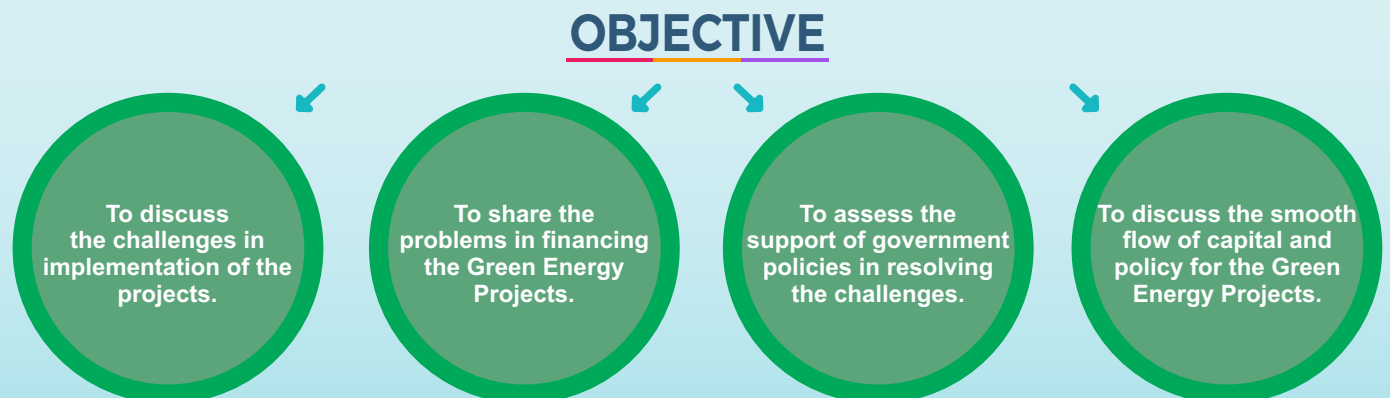 OBJECTIVE
To discuss
the challenges in
implementation of the
projects.
To share the
problems in financing
the Green Energy
Projects.
To assess the
support of government
policies in resolving
the challenges.
To discuss the smooth
flow of capital and
policy for the Green
Energy Projects.